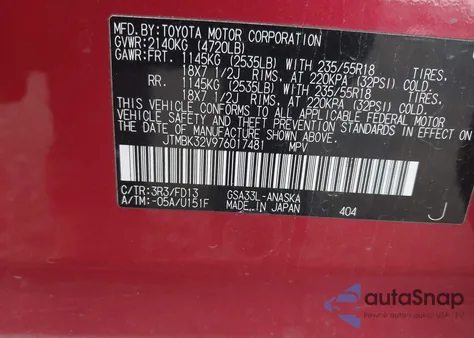 MFD.BY:TOYOTA MOTOR CORPORATION
GVWR:2140KG (4720LB)
GAWR:FRT. 1145KG (2535LB) WITH 235/55R18 TIRES.
18X7 1/2J RIMS, AT 220KPA (32PSI) COLD.
RR. 1145KG (2535LB) WITH 235/55R18 TIRES.
18X7 1/2J RIMS, AT 220KPA (32PSI) COLD.
THIS VEHICLE CONFORMS TO ALL APPLICABLE FEDERAL MOTOR
VEHICLE SAFETY STANDARDS IN EFFECT ON THE DATE OF
MANUFACTURE SHOWN ABOVE.
JTMBK32V976017481 MPV
C/TR:3R3/FD13 GSA33L-ANASKA
A/TM:-05A/U151F MADE IN JAPAN 404 J
autoSnap